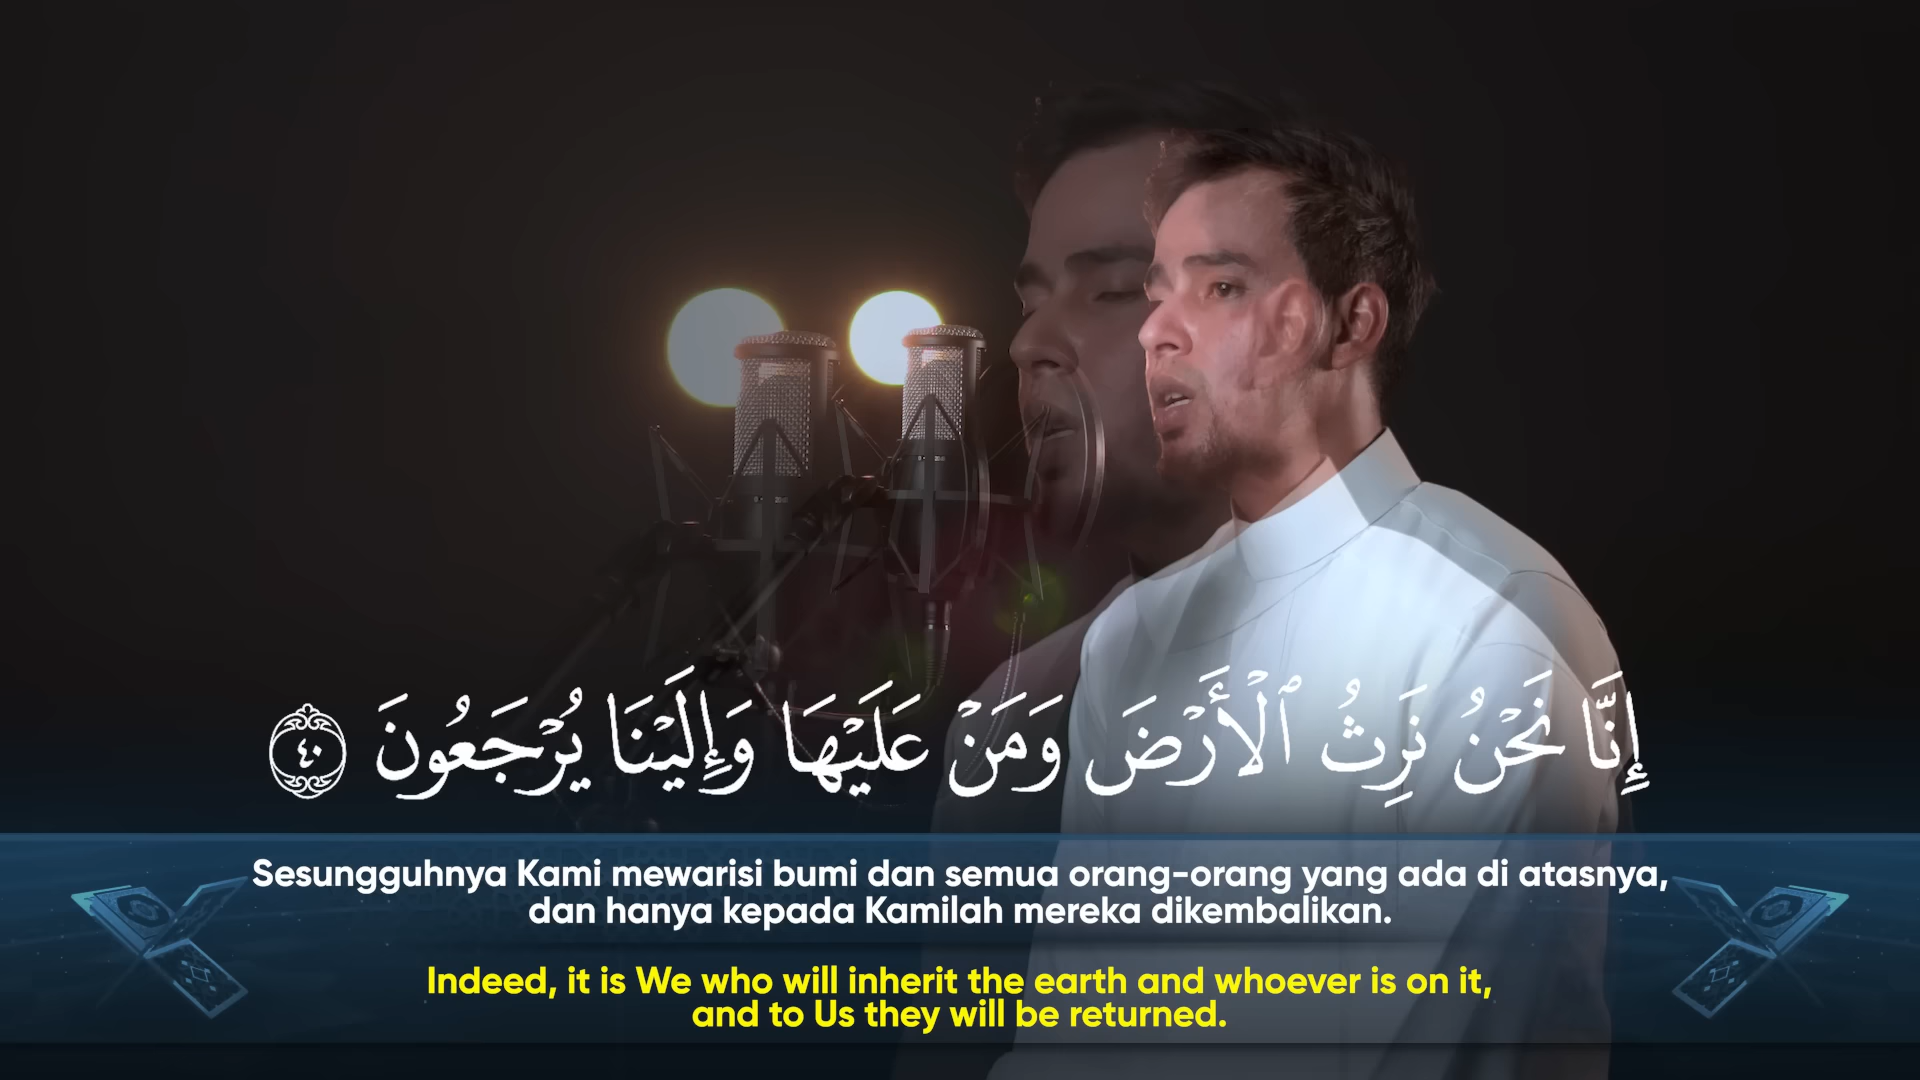 إِنَّا نَحْنُ نَرِثُ ٱلْأَرْضَ وَمَنْ عَلَيْهَا وَإِلَيْنَا يُرْجَعُونَ ٤٠
Sesungguhnya Kami mewarisi bumi dan semua orang-orang yang ada di atasnya,
dan hanya kepada Kamilah mereka dikembalikan.
Indeed, it is We who will inherit the earth and whoever is on it,
and to Us they will be returned.